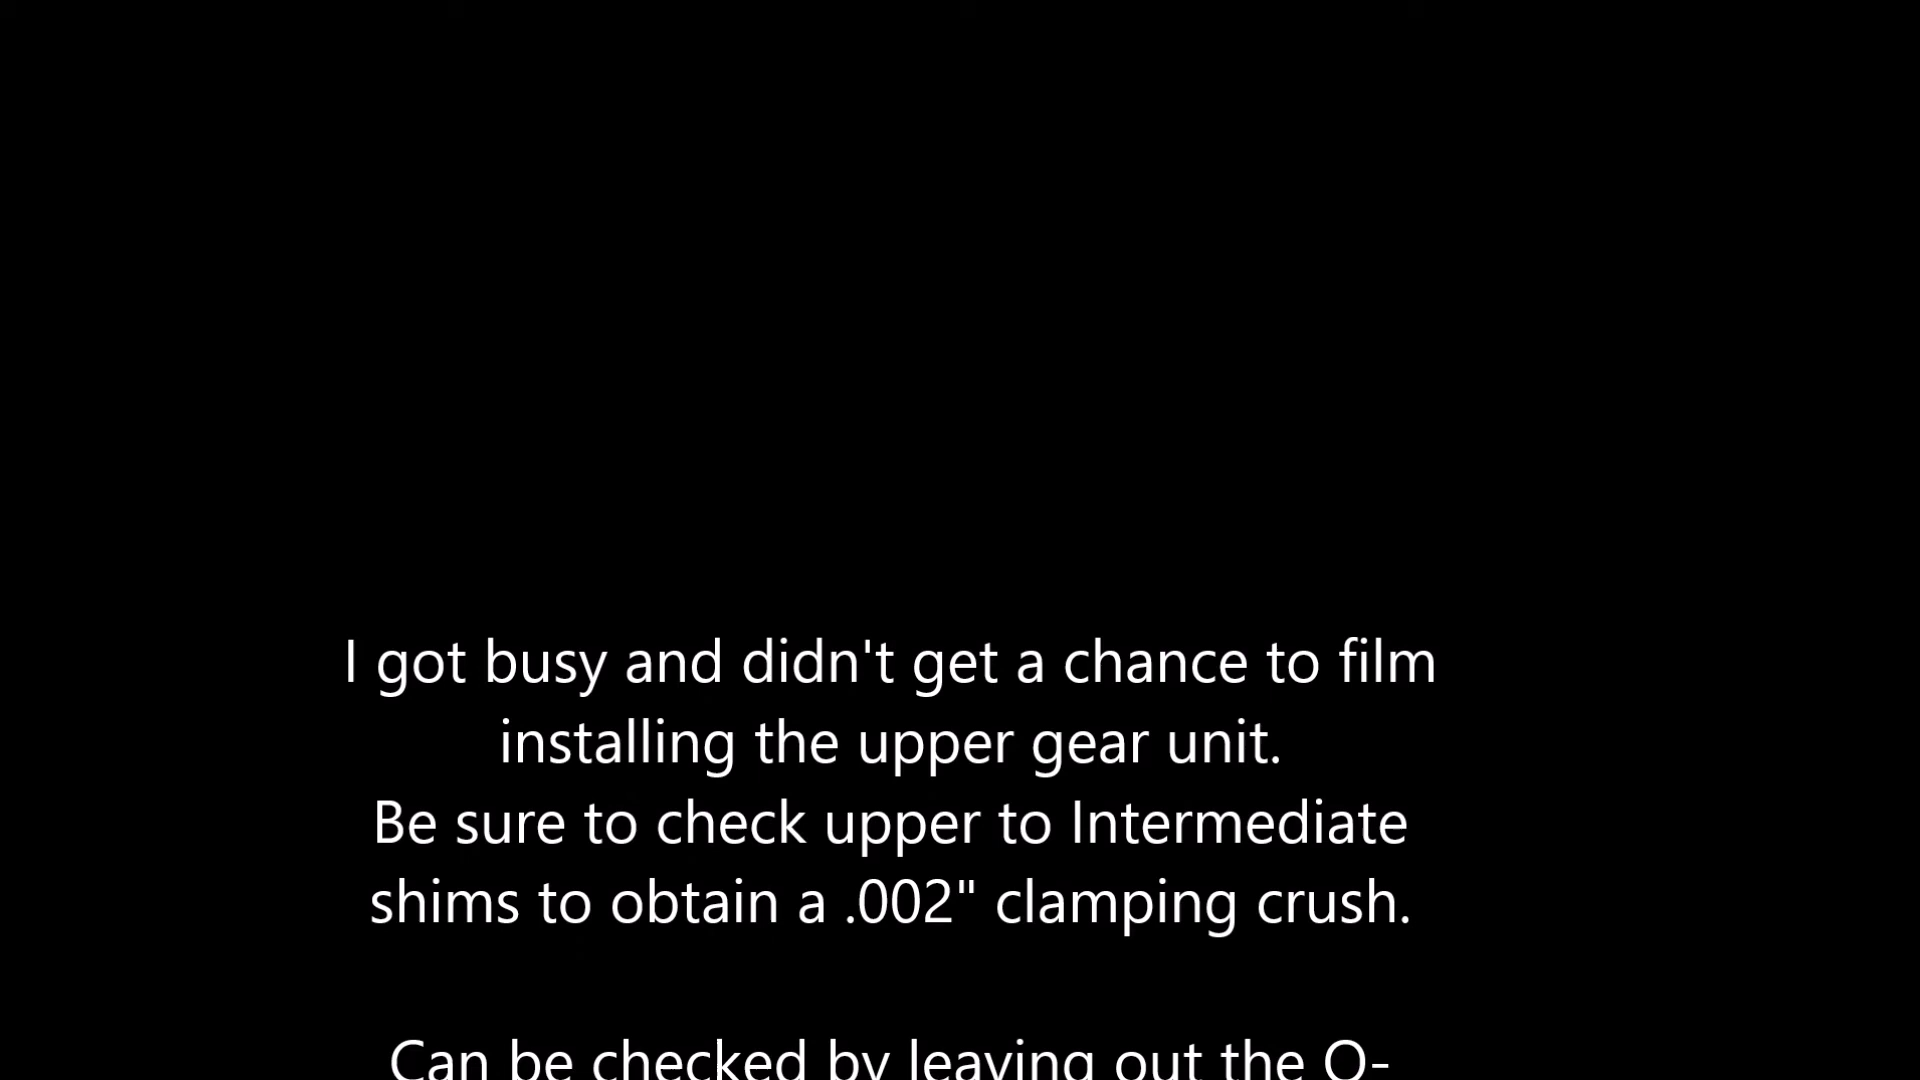 I got busy and didn't get a chance to film
installing the upper gear unit.
Be sure to check upper to Intermediate
shims to obtain a .002" clamping crush.
Can be checked by leaving out the O-